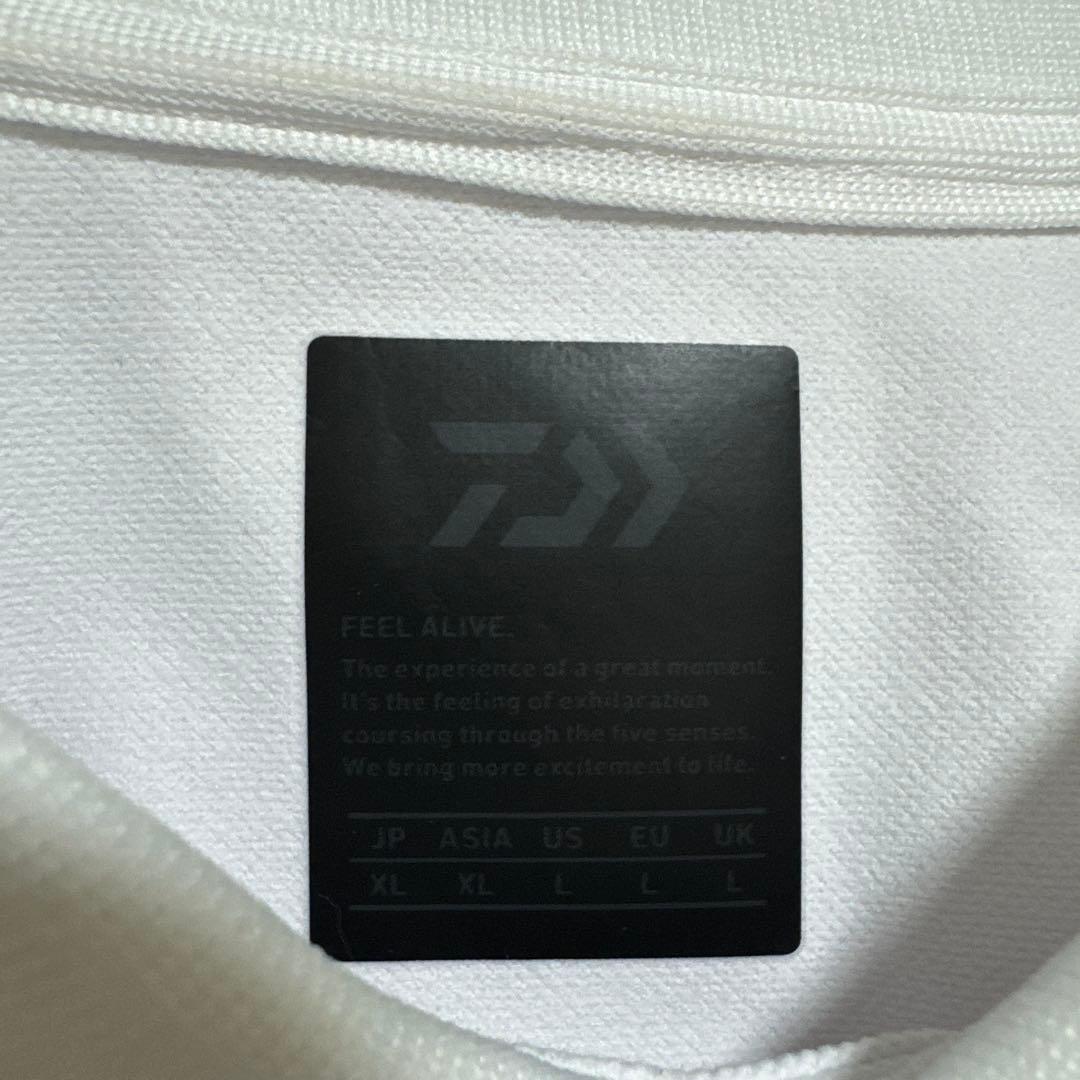 FEEL ALIVE.
The experience of a great moment.
It's the feeling of exhilaration
coursing through the five senses.
We bring more excitement to life.
JP ASIA US EU UK
XL XL L L L